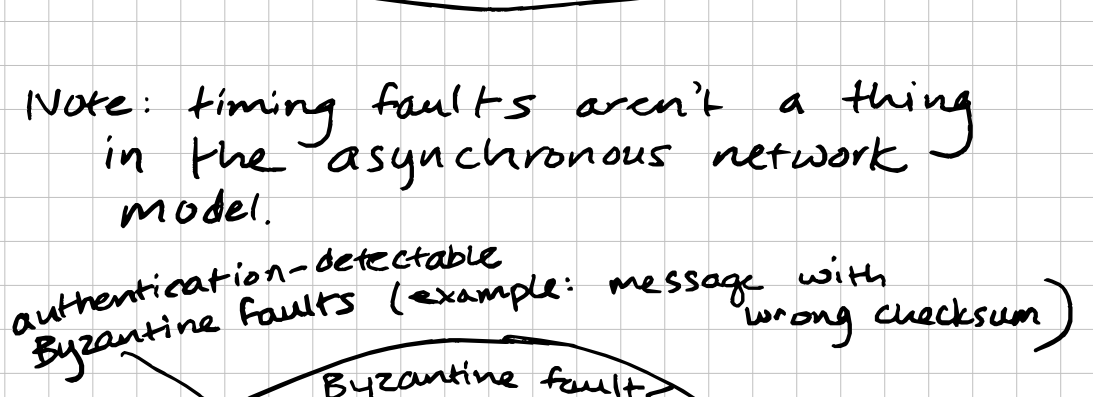 Note: timing faults aren't a thing
in the asynchronous network
model.
authentication-detectable
Byzantine faults (example: message with
wrong checksum)
Byzantine fault